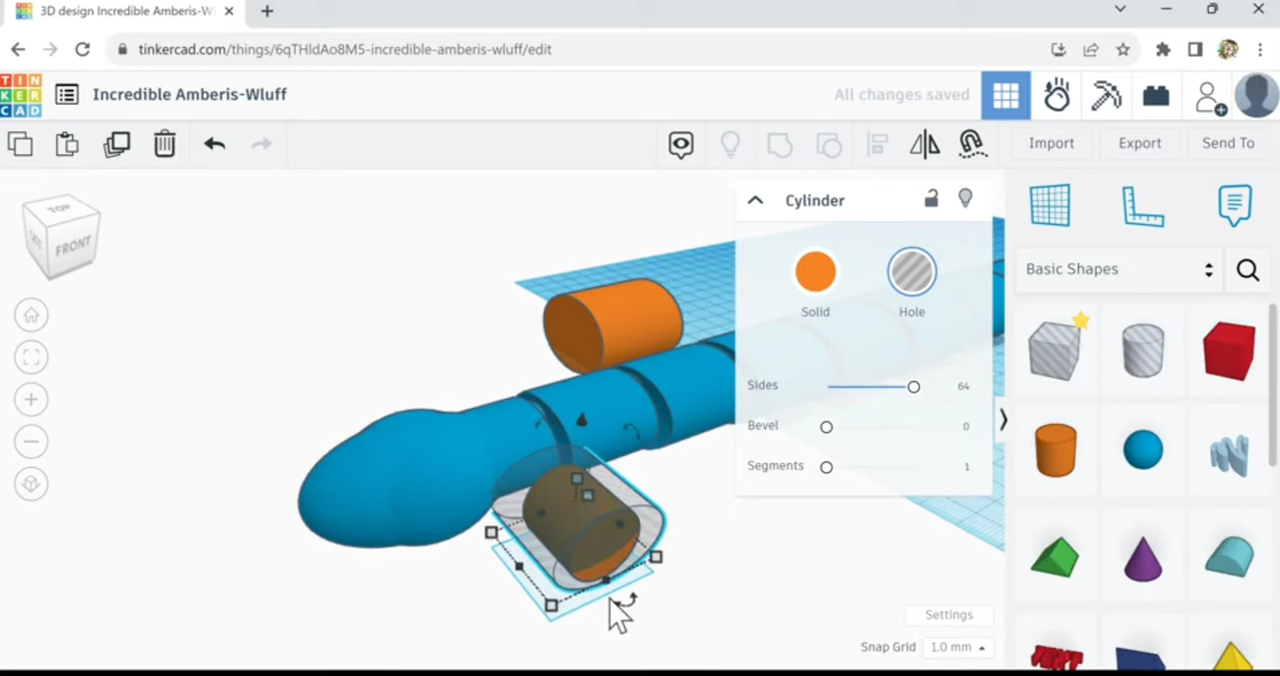 3D design Incredible Amberis-W
tinkercad.com/things/6qTHldAo8M5-incredible-amberis-wluff/edit
TIN
KER
CAD
Incredible Amberis-Wluff
All changes saved
Import
Export
Send To
TOP
FRONT
Cylinder
Solid
Hole
Sides
64
Bevel
0
Segments
1
Basic Shapes
TEXT
Settings
Snap Grid
1.0 mm